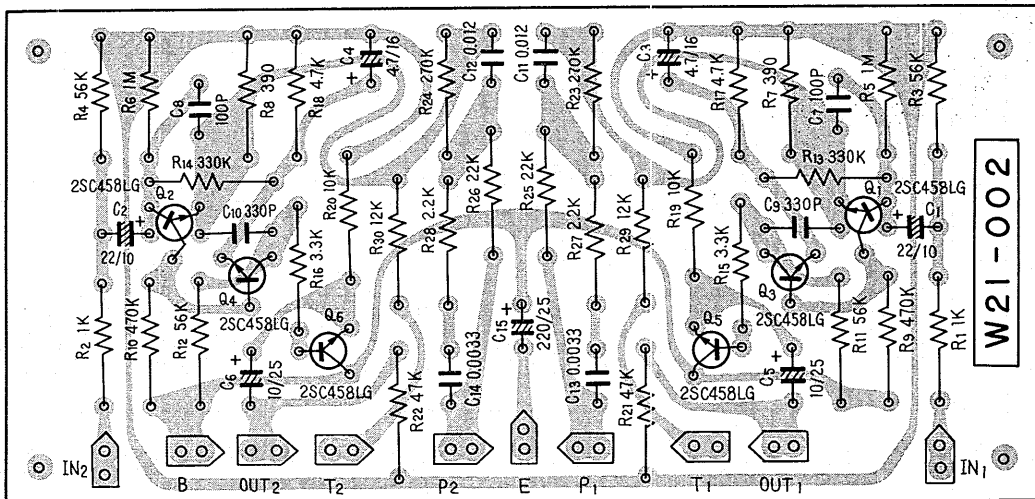 R4 56K
R6 1M
C8 100P
R8 390
R18 4.7K
C4 4.7/16 +
R24 270K
C12 0.012
C11 0.012
R23 270K
C3 4.7/16 +
R17 4.7K
R7 390
C7 100P
R5 1M
R3 56K
R14 330K
2SC458LG
Q2
C2 +
22/10
C10 330P
R20 10K
R30 12K
R28 2.2K
R26 22K
R25 22K
R27 2.2K
R29 12K
R19 10K
R13 330K
2SC458LG
Q1
C9 330P
C1 +
22/10
R16 3.3K
R15 3.3K
Q4
2SC458LG
Q3
2SC458LG
R2 1K
R10 470K
R12 56K
C6 10/25 +
Q6
2SC458LG
R22 47K
C14 0.0033
C15 220/25 +
C13 0.0033
R21 47K
Q5
2SC458LG
C5 10/25 +
R11 56K
R9 470K
R1 1K
IN2
B
OUT2
T2
P2
E
P1
T1
OUT1
IN1
W21-002